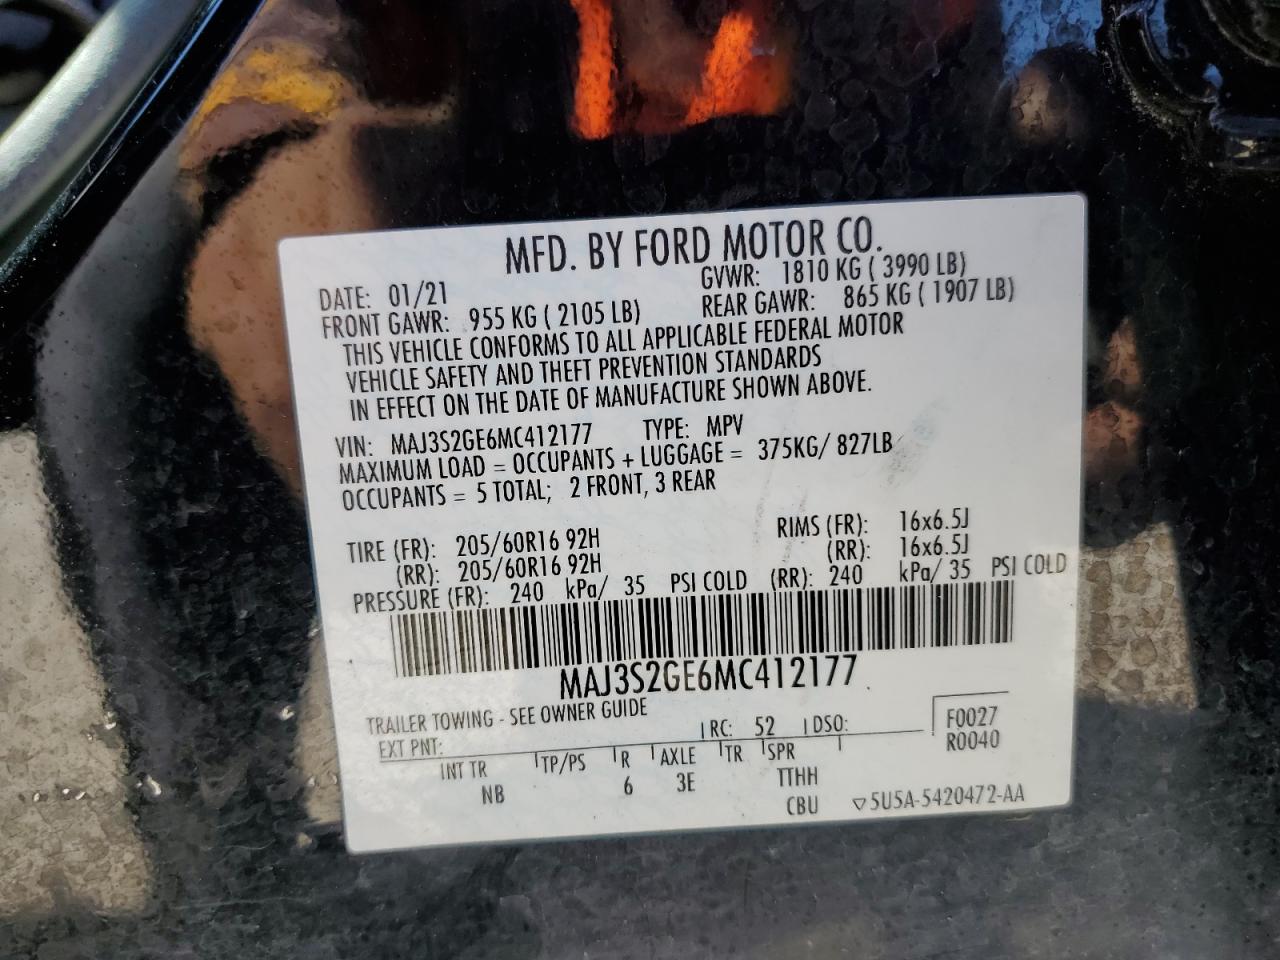 MFD. BY FORD MOTOR CO.
DATE: 01/21 GVWR: 1810 KG ( 3990 LB)
FRONT GAWR: 955 KG ( 2105 LB) REAR GAWR: 865 KG ( 1907 LB)
THIS VEHICLE CONFORMS TO ALL APPLICABLE FEDERAL MOTOR
VEHICLE SAFETY AND THEFT PREVENTION STANDARDS
IN EFFECT ON THE DATE OF MANUFACTURE SHOWN ABOVE.
VIN: MAJ3S2GE6MC412177 TYPE: MPV
MAXIMUM LOAD = OCCUPANTS + LUGGAGE = 375KG/ 827LB
OCCUPANTS = 5 TOTAL; 2 FRONT, 3 REAR
TIRE (FR): 205/60R16 92H RIMS (FR): 16x6.5J
(RR): 205/60R16 92H (RR): 16x6.5J
PRESSURE (FR): 240 kPa/ 35 PSI COLD (RR): 240 kPa/ 35 PSI COLD
MAJ3S2GE6MC412177
TRAILER TOWING - SEE OWNER GUIDE
EXT PNT: RC: 52 DSO: F0027
R0040
INT TR TP/PS R AXLE TR SPR
NB 6 3E TTHH
CBU ▽5U5A-5420472-AA